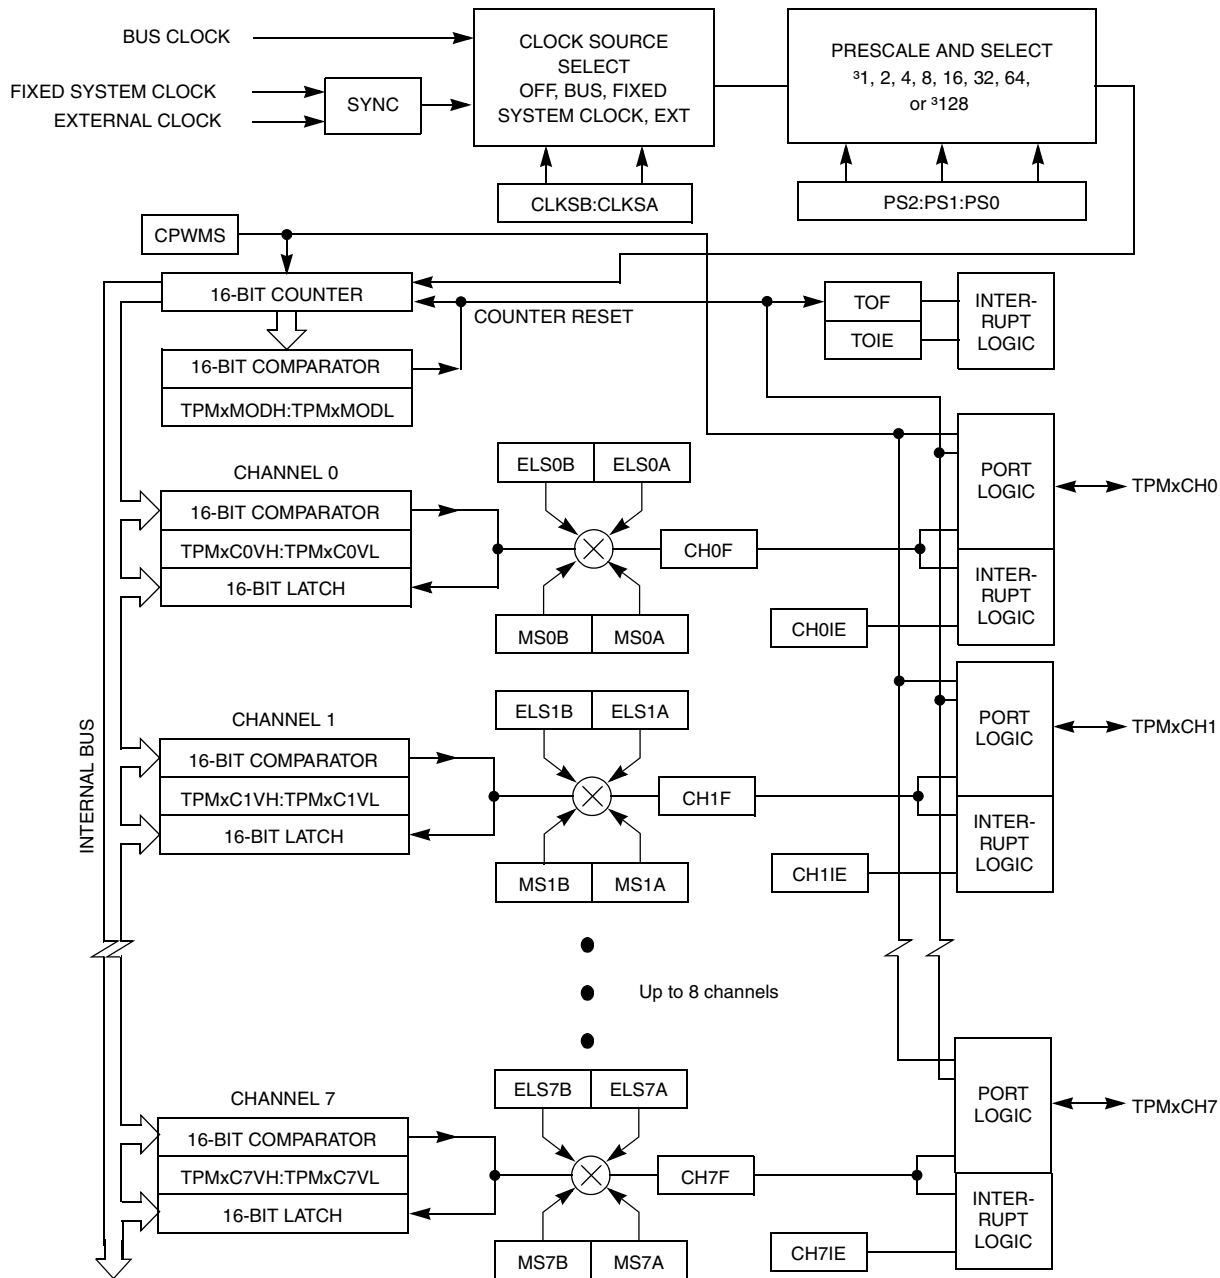 BUS CLOCK
FIXED SYSTEM CLOCK
EXTERNAL CLOCK
SYNC
CLOCK SOURCE
SELECT
OFF, BUS, FIXED
SYSTEM CLOCK, EXT
PRESCALE AND SELECT
³1, 2, 4, 8, 16, 32, 64,
or ³128
CLKSB:CLKSA
PS2:PS1:PS0
CPWMS
16-BIT COUNTER
COUNTER RESET
16-BIT COMPARATOR
TPMxMODH:TPMxMODL
TOF
TOIE
INTER-
RUPT
LOGIC
CHANNEL 0
16-BIT COMPARATOR
TPMxC0VH:TPMxC0VL
16-BIT LATCH
ELS0B
ELS0A
MS0B
MS0A
CH0F
CH0IE
PORT
LOGIC
INTER-
RUPT
LOGIC
TPMxCH0
INTERNAL BUS
CHANNEL 1
16-BIT COMPARATOR
TPMxC1VH:TPMxC1VL
16-BIT LATCH
ELS1B
ELS1A
MS1B
MS1A
CH1F
CH1IE
PORT
LOGIC
INTER-
RUPT
LOGIC
TPMxCH1
Up to 8 channels
CHANNEL 7
16-BIT COMPARATOR
TPMxC7VH:TPMxC7VL
16-BIT LATCH
ELS7B
ELS7A
MS7B
MS7A
CH7F
CH7IE
PORT
LOGIC
INTER-
RUPT
LOGIC
TPMxCH7